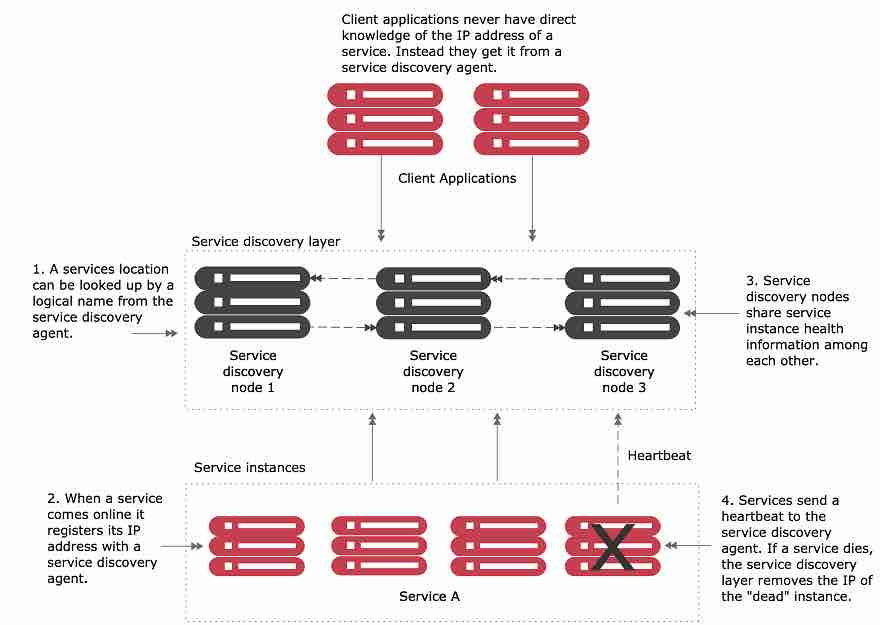 Client applications never have direct
knowledge of the IP address of a
service. Instead they get it from a
service discovery agent.
Client Applications
Service discovery layer
1. A services location
can be looked up by a
logical name from the
service discovery
agent.
Service
discovery
node 1
Service
discovery
node 2
Service
discovery
node 3
3. Service
discovery nodes
share service
instance health
information among
each other.
Heartbeat
Service instances
2. When a service
comes online it
registers its IP
address with a
service discovery
agent.
Service A
4. Services send a
heartbeat to the
service discovery
agent. If a service dies,
the service discovery
layer removes the IP of
the "dead" instance.